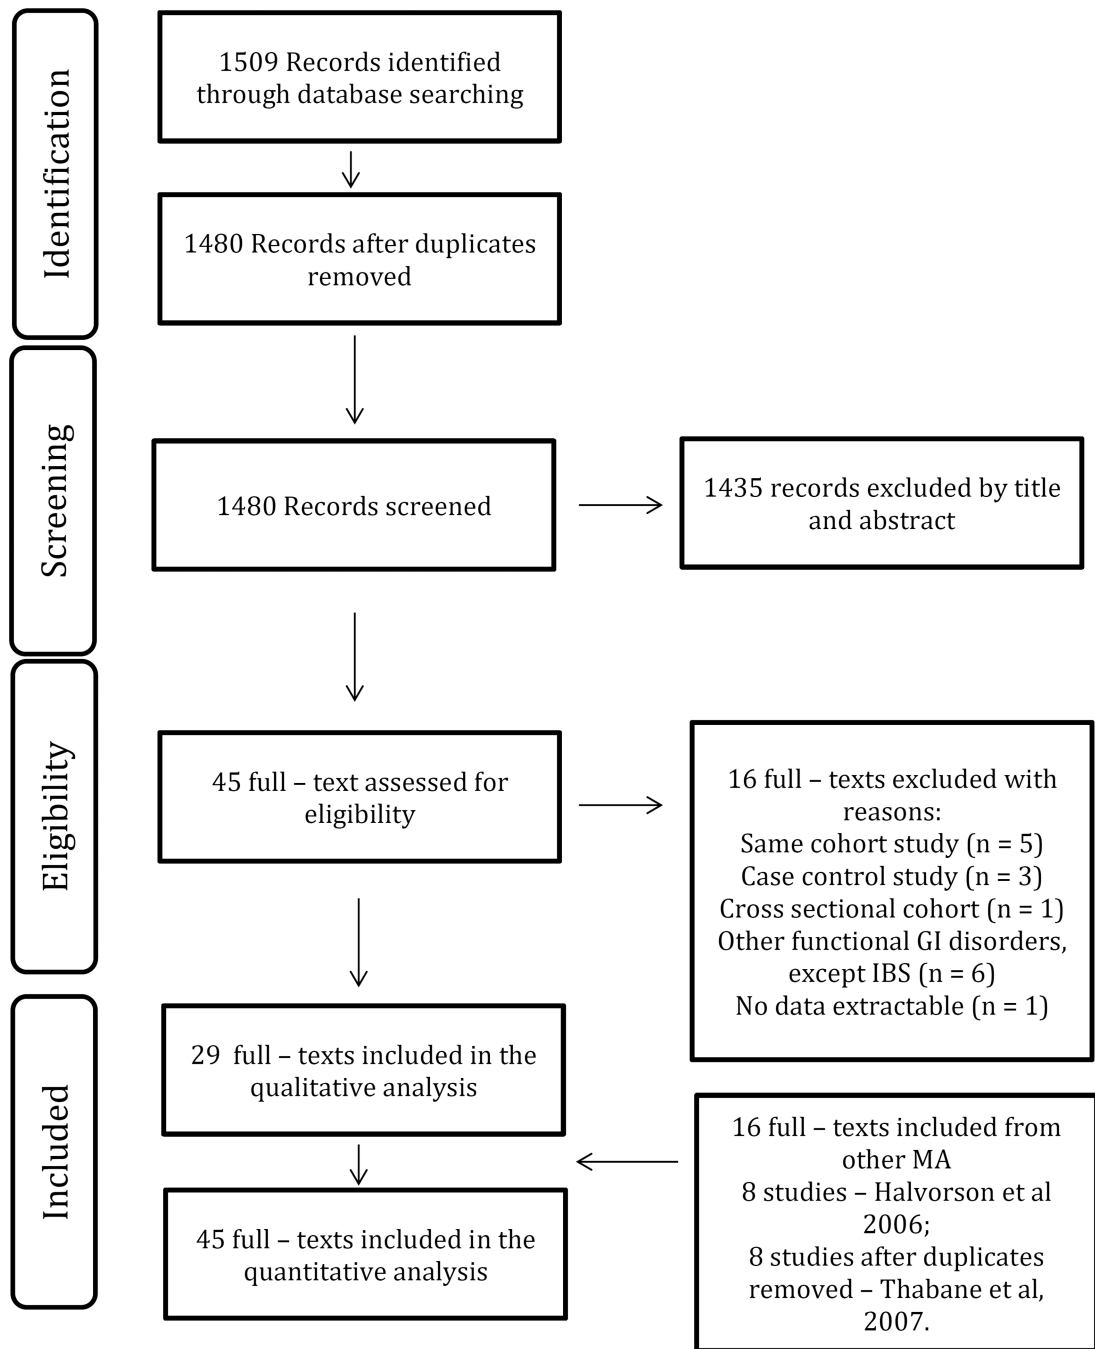 Identification
1509 Records identified
through database searching
1480 Records after duplicates
removed
Screening
1480 Records screened
1435 records excluded by title
and abstract
Eligibility
45 full – text assessed for
eligibility
16 full – texts excluded with
reasons:
Same cohort study (n = 5)
Case control study (n = 3)
Cross sectional cohort (n = 1)
Other functional GI disorders,
except IBS (n = 6)
No data extractable (n = 1)
Included
29 full – texts included in the
qualitative analysis
16 full – texts included from
other MA
8 studies – Halvorson et al
2006;
8 studies after duplicates
removed – Thabane et al,
2007.
45 full – texts included in the
quantitative analysis